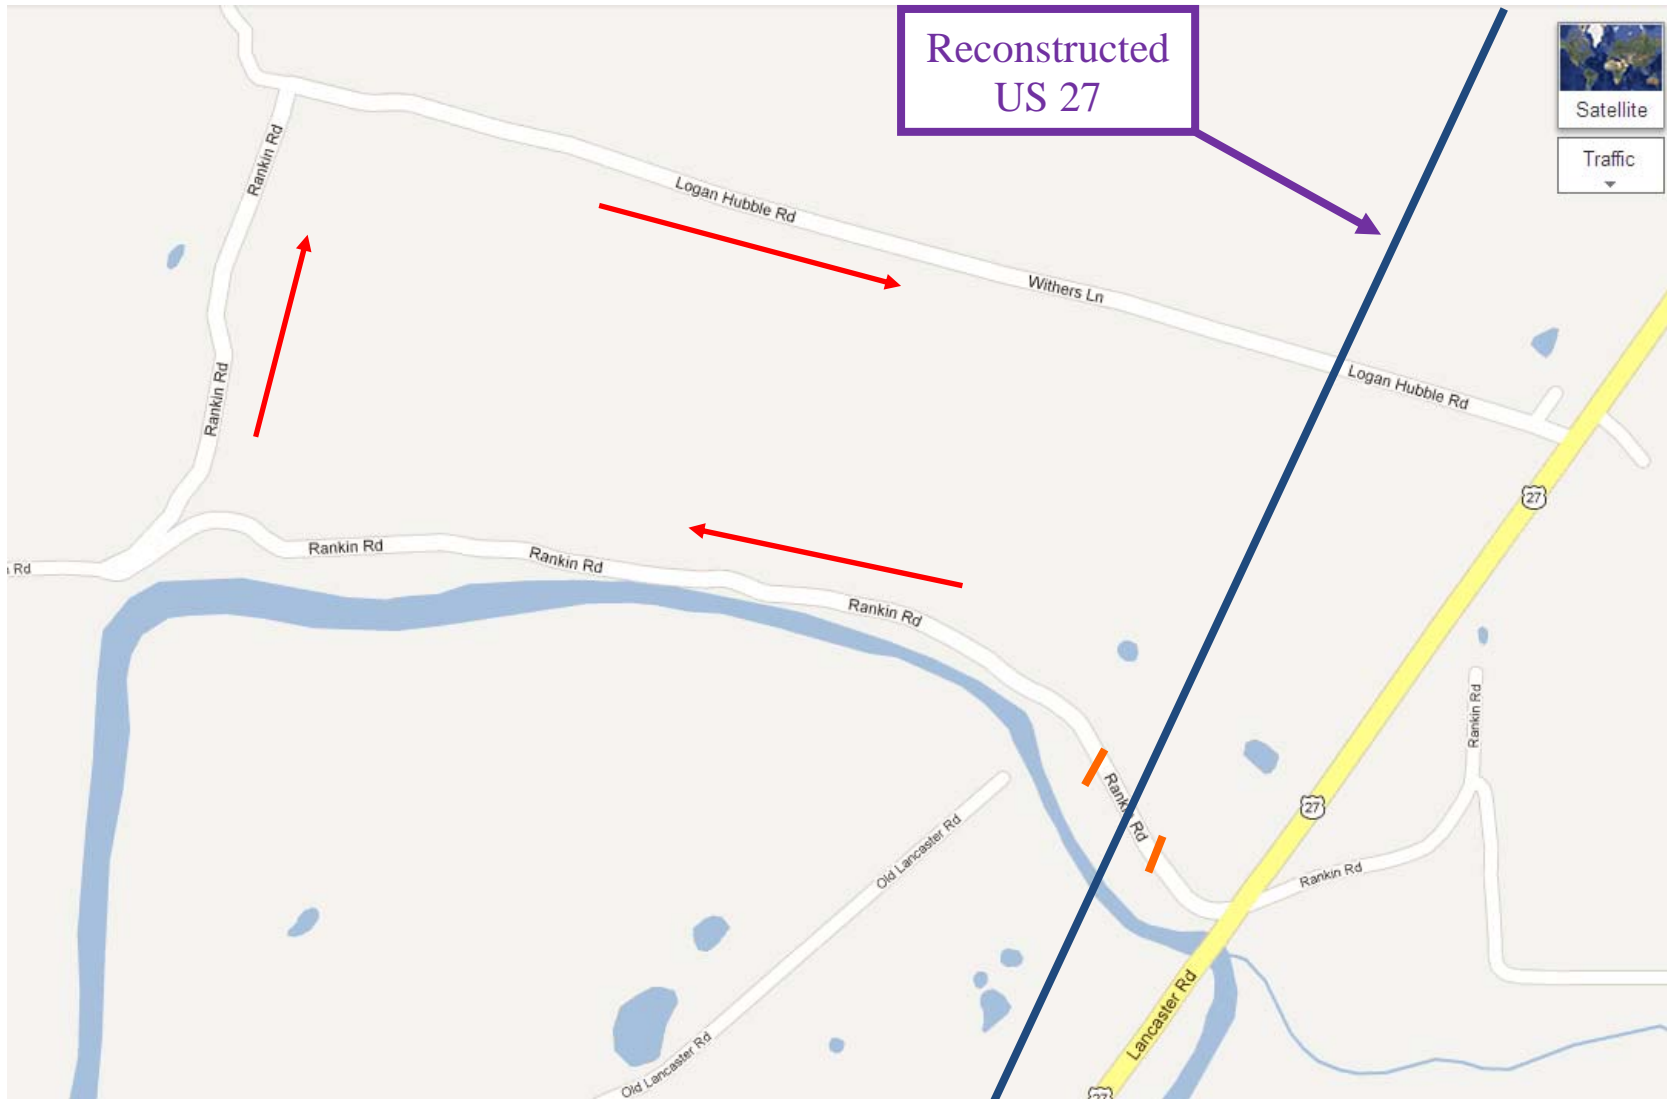 Reconstructed
US 27
Satellite
Traffic
Rankin Rd
Logan Hubble Rd
Withers Ln
Rankin Rd
Logan Hubble Rd
27
Rankin Rd
Rankin Rd
Rd
Rankin Rd
Rankin Rd
Rankin Rd
27
Old Lancaster Rd
Rankin Rd
Lancaster Rd
Old Lancaster Rd
27